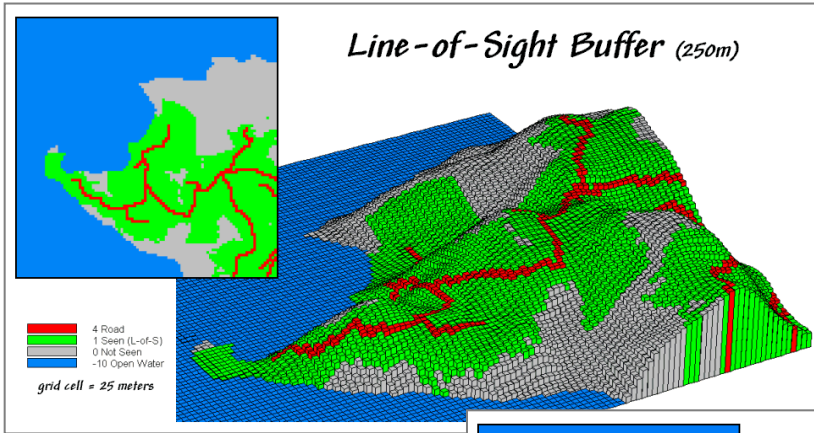 Line-of-Sight Buffer (250m)
4 Road
1 Seen (L-of-S)
0 Not Seen
-10 Open Water
grid cell = 25 meters